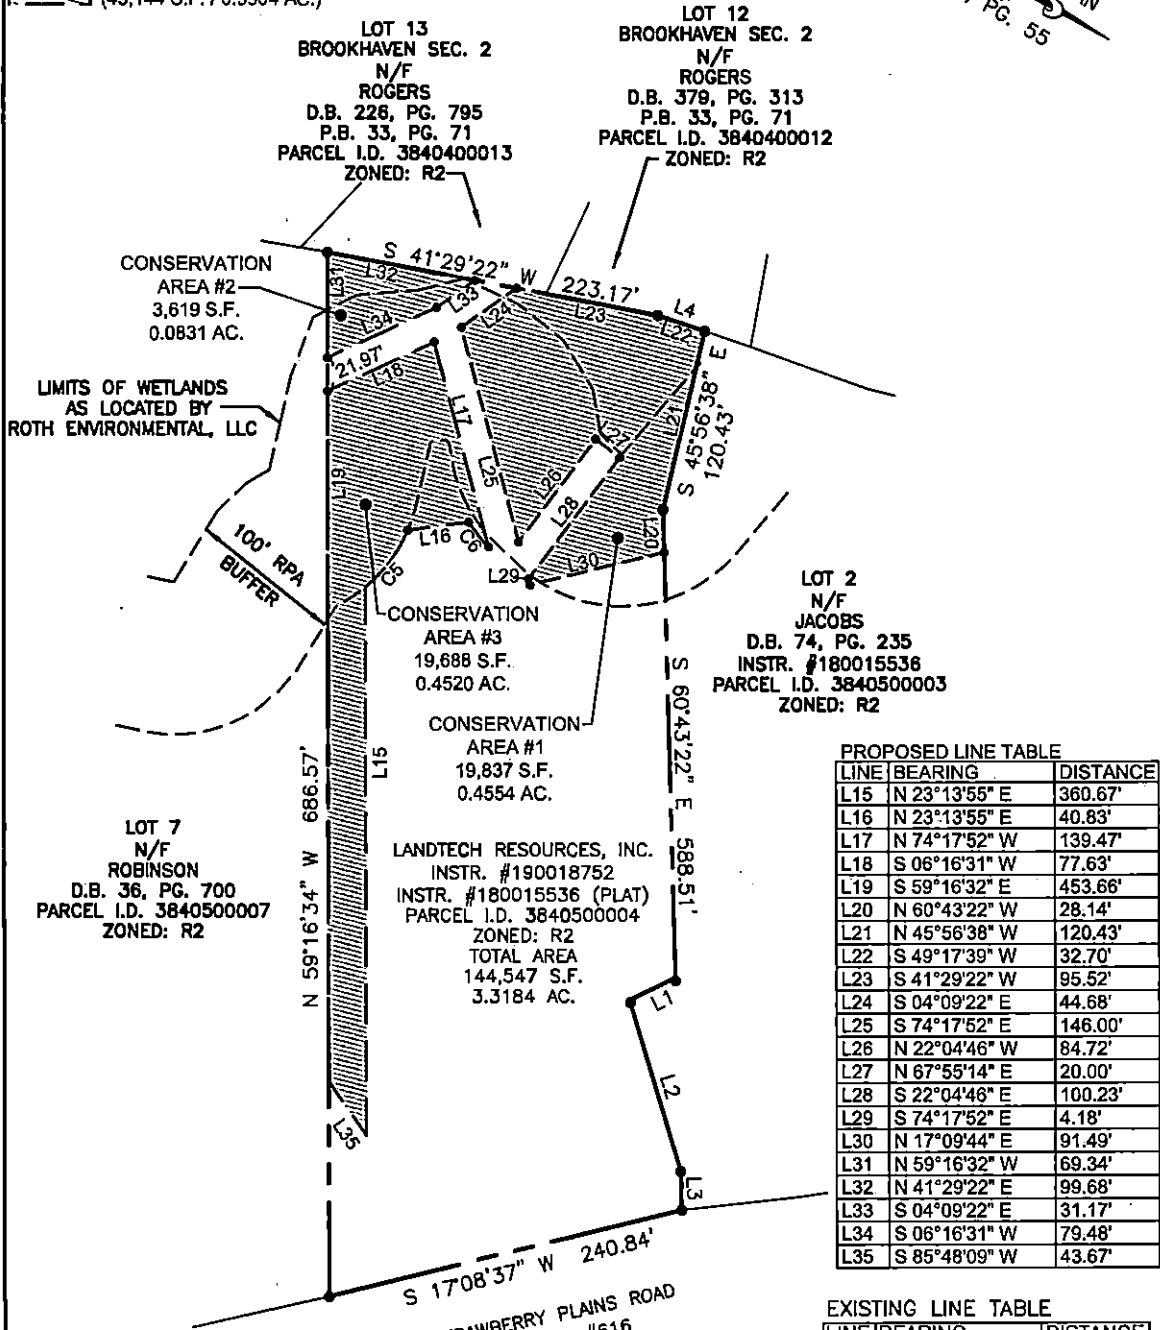 (43,144 S.F. / 0.9904 AC.)
PG. 55
IN
LOT 13
BROOKHAVEN SEC. 2
N/F
ROGERS
D.B. 226, PG. 795
P.B. 33, PG. 71
PARCEL I.D. 3840400013
ZONED: R2
LOT 12
BROOKHAVEN SEC. 2
N/F
ROGERS
D.B. 379, PG. 313
P.B. 33, PG. 71
PARCEL I.D. 3840400012
ZONED: R2
CONSERVATION
AREA #2
3,619 S.F.
0.0831 AC.
S 41°29'22" W 223.17'
L31
L32
L33
L34
L24
L23
L4
L22
21.97'
L18
L17
L25
L27
L26
L28
21
S 45°56'38" E
120.43'
LIMITS OF WETLANDS
AS LOCATED BY
ROTH ENVIRONMENTAL, LLC
L19
L16
C6
C5
L20
L30
L29
100' RPA
BUFFER
CONSERVATION
AREA #3
19,688 S.F.
0.4520 AC.
CONSERVATION
AREA #1
19,837 S.F.
0.4554 AC.
LOT 2
N/F
JACOBS
D.B. 74, PG. 235
INSTR. #180015536
PARCEL I.D. 3840500003
ZONED: R2
S 60°43'22" E 588.51'
N 59°16'34" W 686.57'
L15
LOT 7
N/F
ROBINSON
D.B. 36, PG. 700
PARCEL I.D. 3840500007
ZONED: R2
LANDTECH RESOURCES, INC.
INSTR. #190018752
INSTR. #180015536 (PLAT)
PARCEL I.D. 3840500004
ZONED: R2
TOTAL AREA
144,547 S.F.
3.3184 AC.
L1
L2
L3
L35
S 17°08'37" W 240.84'
PLAINS ROAD
#616
PROPOSED LINE TABLE
LINE BEARING DISTANCE
L15 N 23°13'55" E 360.67'
L16 N 23°13'55" E 40.83'
L17 N 74°17'52" W 139.47'
L18 S 06°16'31" W 77.63'
L19 S 59°16'32" E 453.66'
L20 N 60°43'22" W 28.14'
L21 N 45°56'38" W 120.43'
L22 S 49°17'39" W 32.70'
L23 S 41°29'22" W 95.52'
L24 S 04°09'22" E 44.68'
L25 S 74°17'52" E 146.00'
L26 N 22°04'46" W 84.72'
L27 N 67°55'14" E 20.00'
L28 S 22°04'46" E 100.23'
L29 S 74°17'52" E 4.18'
L30 N 17°09'44" E 91.49'
L31 N 59°16'32" W 69.34'
L32 N 41°29'22" E 99.68'
L33 S 04°09'22" E 31.17'
L34 S 06°16'31" W 79.48'
L35 S 85°48'09" W 43.67'
EXISTING LINE TABLE
LINE BEARING DISTANCE